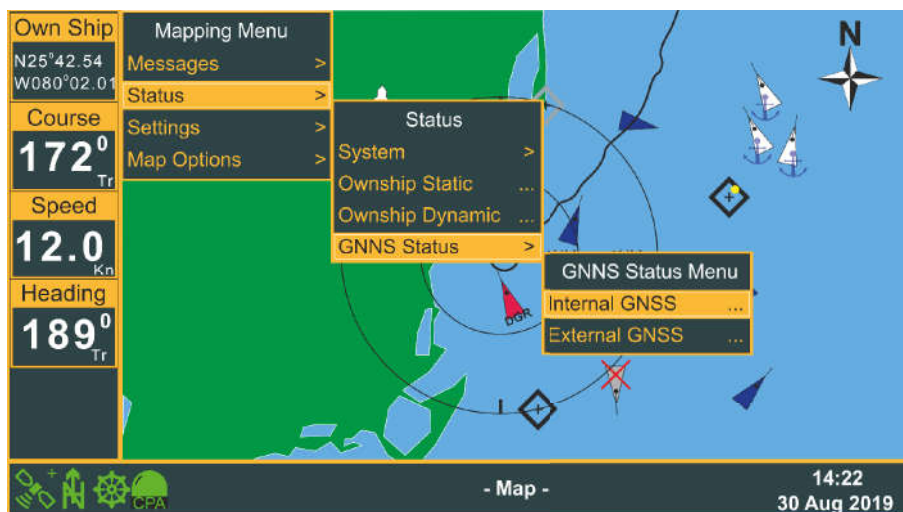 Own Ship
N25°42.54
W080°02.01
Course
172° Tr
Speed
12.0 Kn
Heading
189° Tr
Mapping Menu
Messages >
Status >
Settings >
Map Options >
Status
System >
Ownship Static ...
Ownship Dynamic ...
GNNS Status >
GNNS Status Menu
Internal GNSS ...
External GNSS ...
N
DGR
CPA
- Map -
14:22
30 Aug 2019